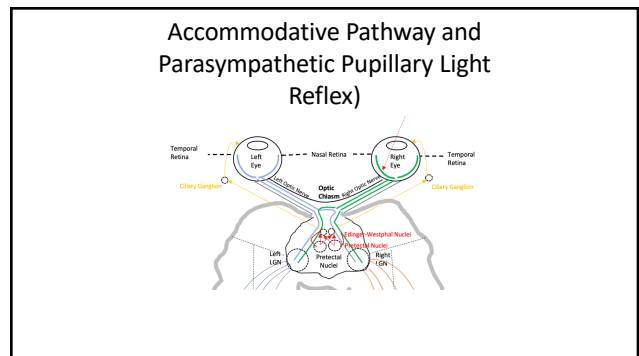 Accommodative Pathway and
Parasympathetic Pupillary Light
Reflex)
Temporal
Retina
Left
Eye
Nasal Retina
Right
Eye
Temporal
Retina
Ciliary Ganglion
Left Optic Nerve
Optic
Chiasm
Right Optic Nerve
Ciliary Ganglion
Edinger-Westphal Nuclei
Pretectal Nuclei
Left
LGN
Pretectal
Nuclei
Right
LGN